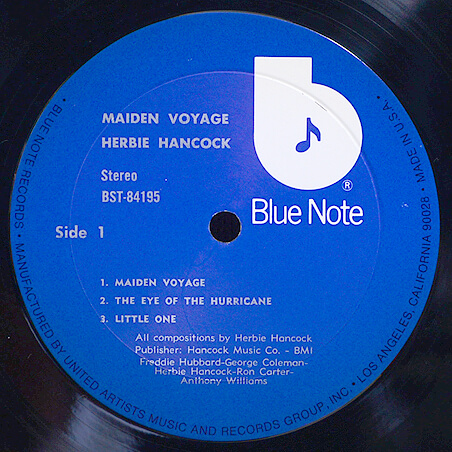 MAIDEN VOYAGE
HERBIE HANCOCK
Stereo
BST-84195
Side 1
®
Blue Note
1. MAIDEN VOYAGE
2. THE EYE OF THE HURRICANE
3. LITTLE ONE
All compositions by Herbie Hancock
Publisher: Hancock Music Co. - BMI
Freddie Hubbard-George Coleman-
Herbie Hancock-Ron Carter-
Anthony Williams
• BLUE NOTE RECORDS • MANUFACTURED BY UNITED ARTISTS MUSIC AND RECORDS GROUP, INC. • LOS ANGELES, CALIFORNIA 90028 • MADE IN U.S.A. •